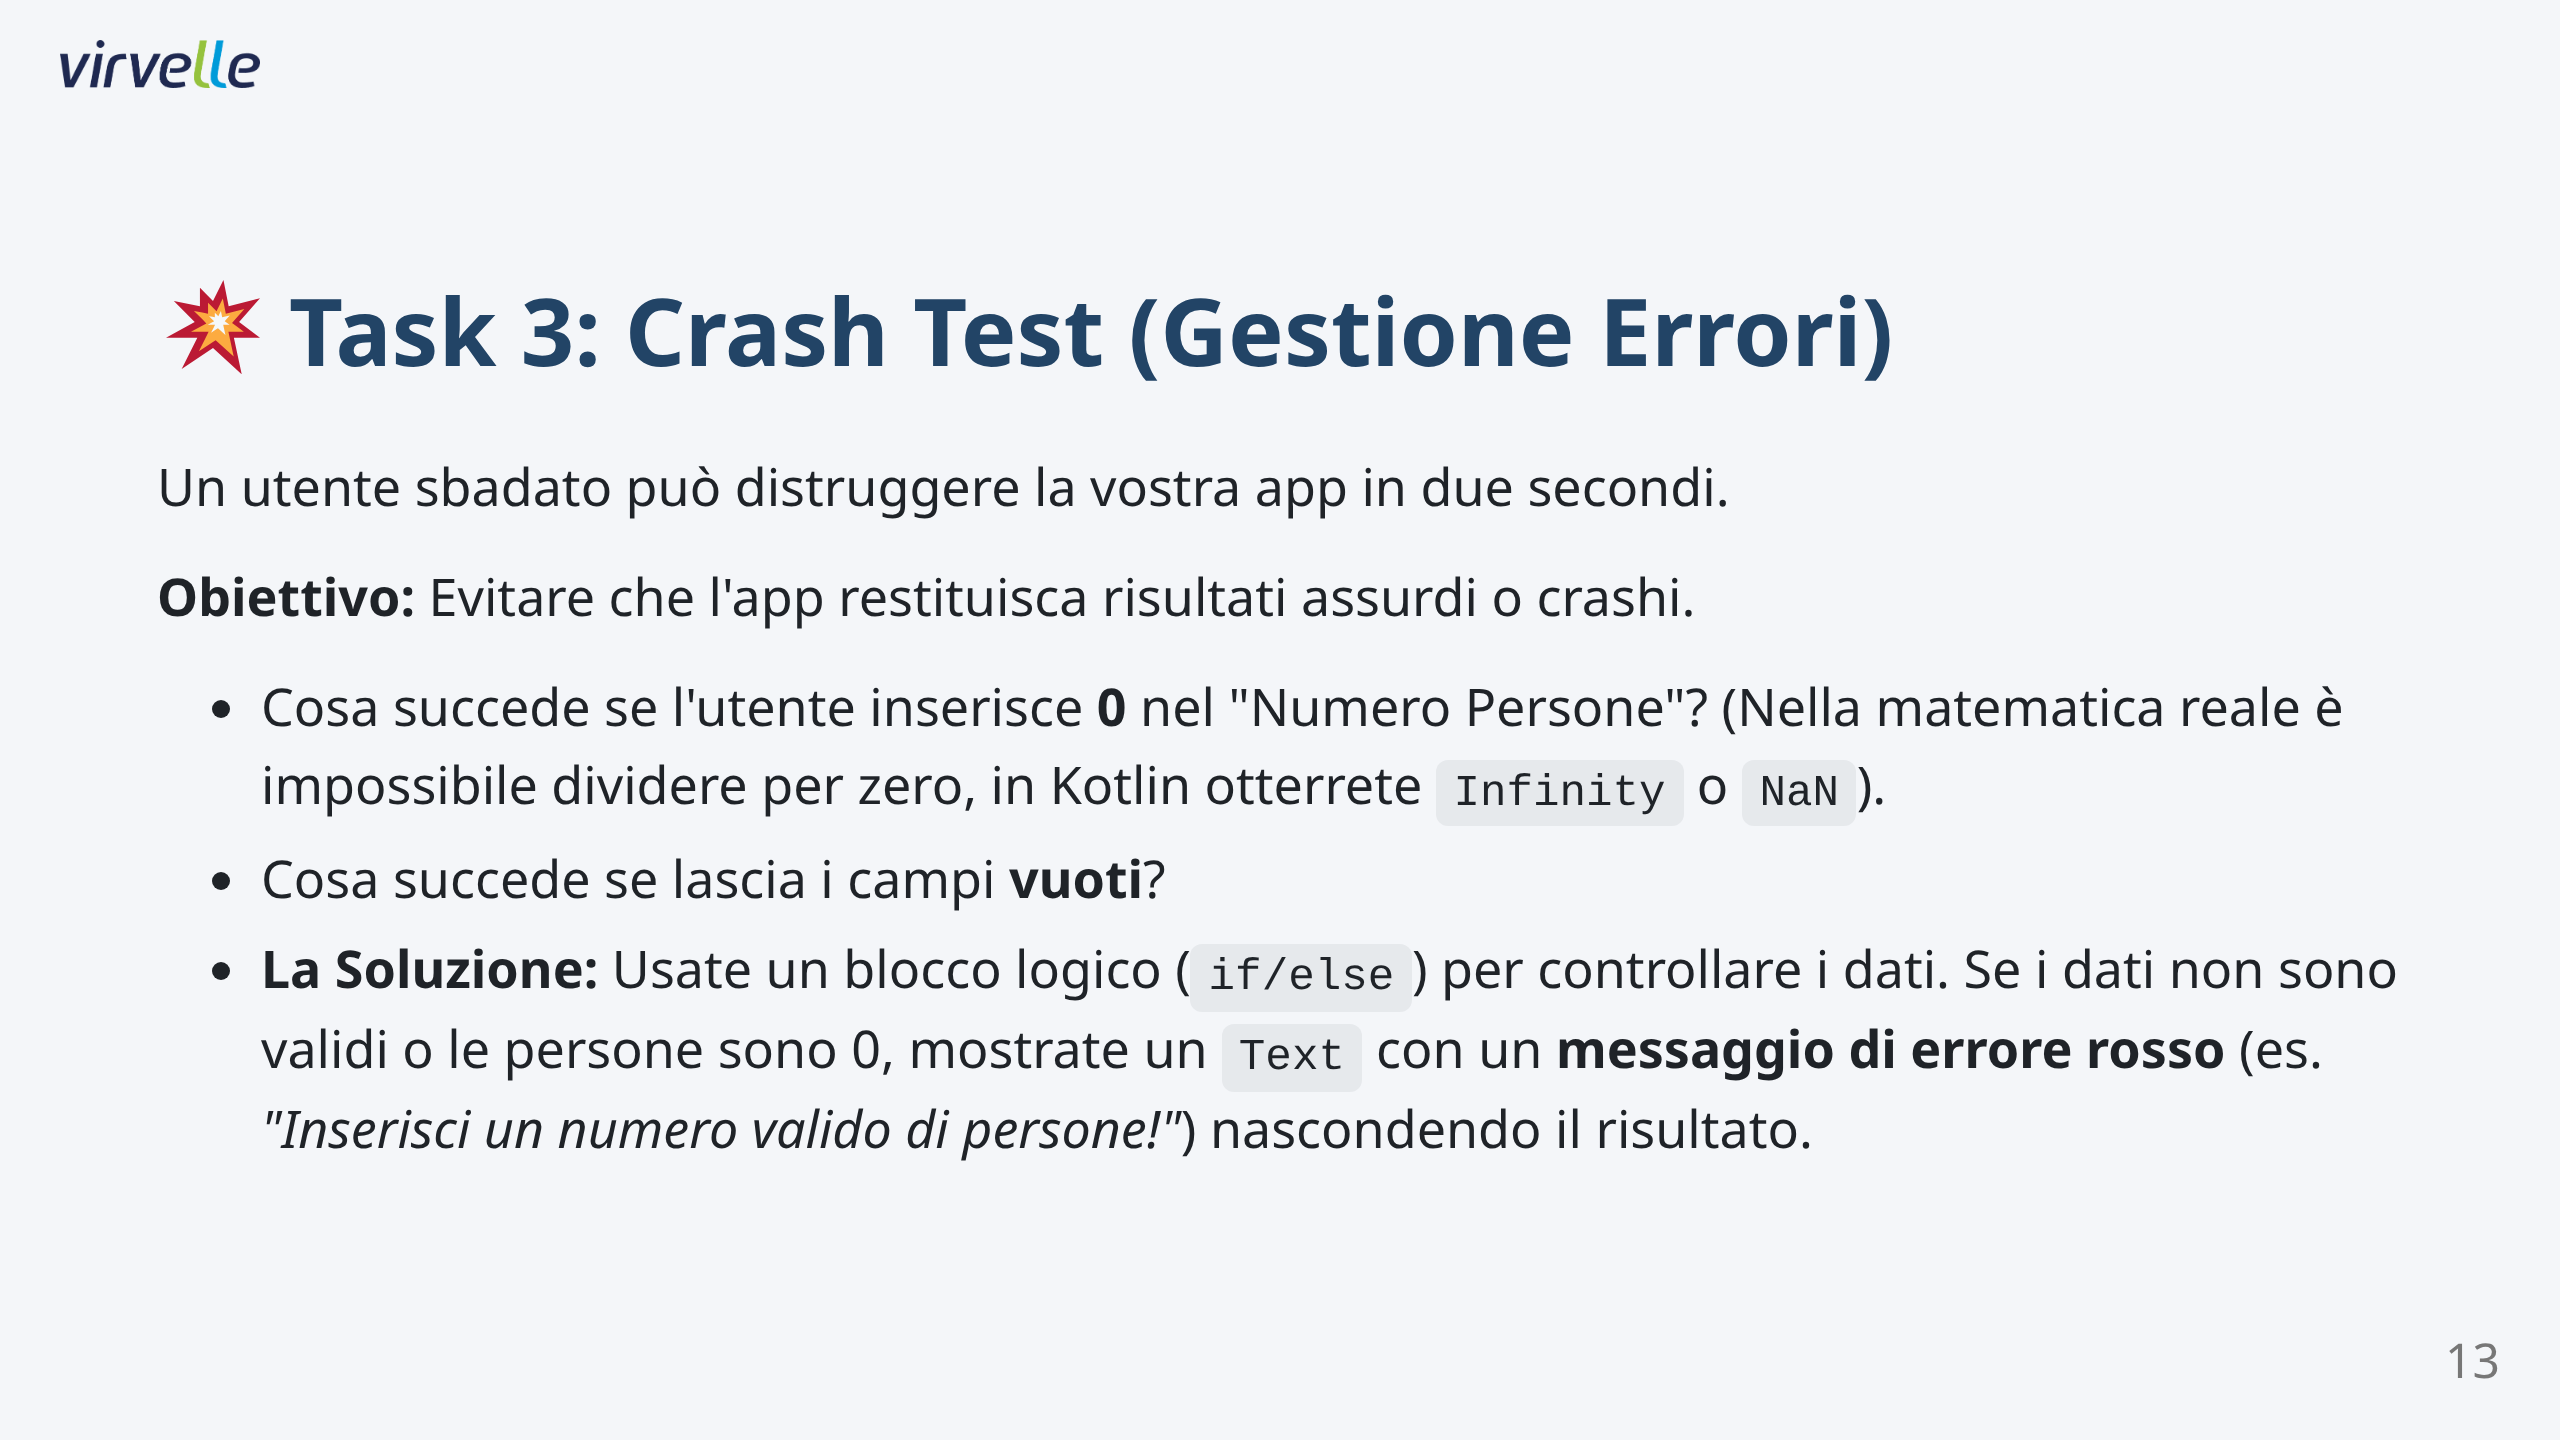 virvelle
💥 Task 3: Crash Test (Gestione Errori)
Un utente sbadato può distruggere la vostra app in due secondi.
Obiettivo: Evitare che l'app restituisca risultati assurdi o crashi.
• Cosa succede se l'utente inserisce 0 nel "Numero Persone"? (Nella matematica reale è
impossibile dividere per zero, in Kotlin otterrete Infinity o NaN).
• Cosa succede se lascia i campi vuoti?
• La Soluzione: Usate un blocco logico (if/else) per controllare i dati. Se i dati non sono
validi o le persone sono 0, mostrate un Text con un messaggio di errore rosso (es.
"Inserisci un numero valido di persone!") nascondendo il risultato.
13